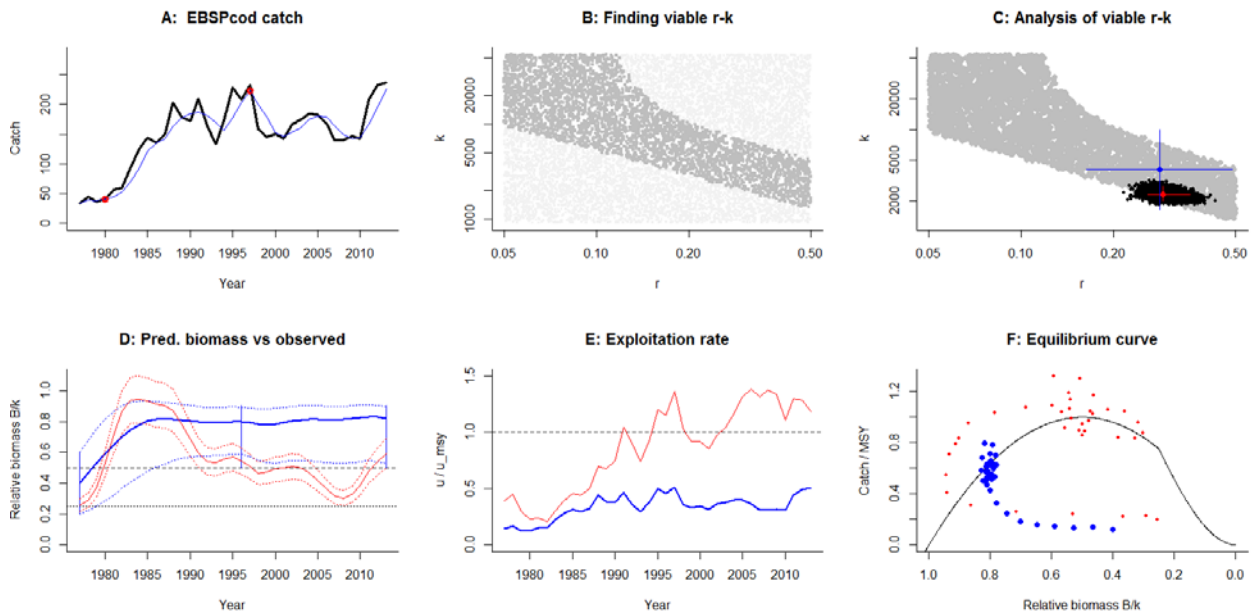 A: EBSPcod catch
B: Finding viable r-k
C: Analysis of viable r-k
Catch
0 50 100 200
1980 1985 1990 1995 2000 2005 2010
Year
k
1000 5000 20000
0.05 0.10 0.20 0.50
r
k
2000 5000 20000
0.05 0.10 0.20 0.50
r
D: Pred. biomass vs observed
E: Exploitation rate
F: Equilibrium curve
Relative biomass B/k
0.0 0.2 0.4 0.6 0.8 1.0
1980 1985 1990 1995 2000 2005 2010
Year
u / u_msy
0.0 0.5 1.0 1.5
1980 1985 1990 1995 2000 2005 2010
Year
Catch / MSY
0.0 0.4 0.8 1.2
1.0 0.8 0.6 0.4 0.2 0.0
Relative biomass B/k